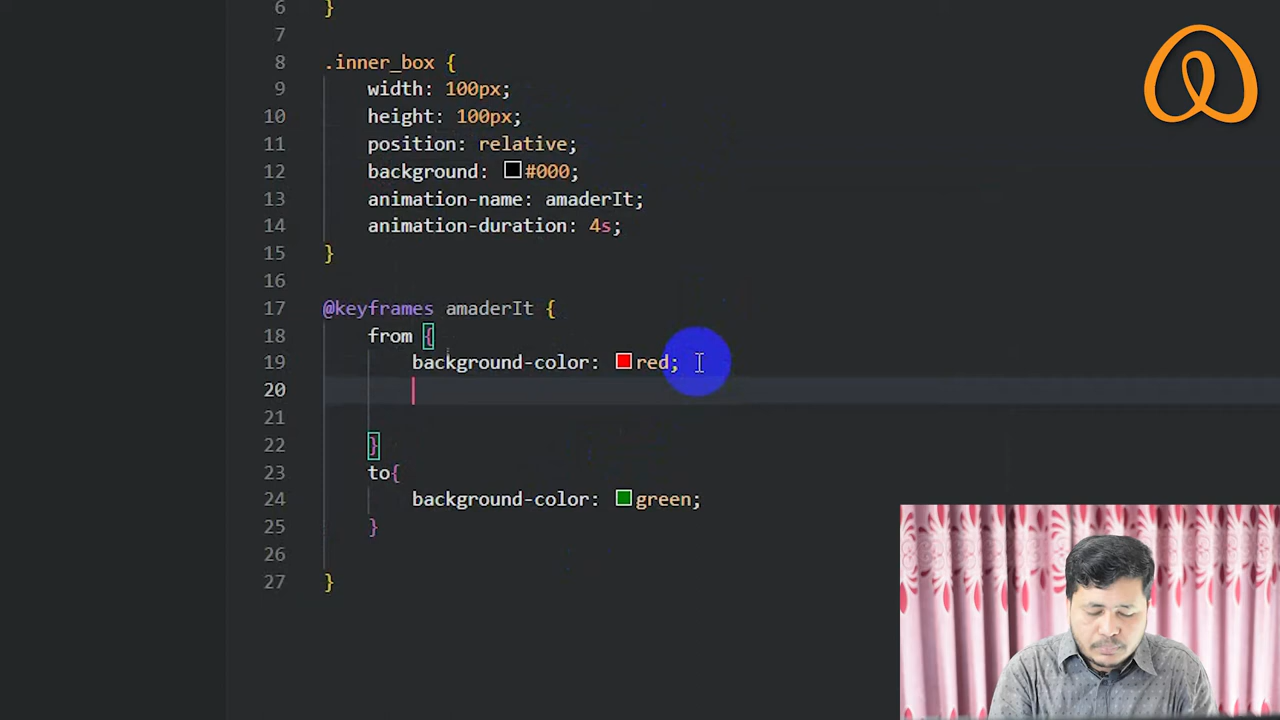 6 }
7
8 .inner_box {
9 width: 100px;
10 height: 100px;
11 position: relative;
12 background: #000;
13 animation-name: amaderIt;
14 animation-duration: 4s;
15 }
16
17 @keyframes amaderIt {
18 from {
19 background-color: red;
20
21
22 }
23 to{
24 background-color: green;
25 }
26
27 }